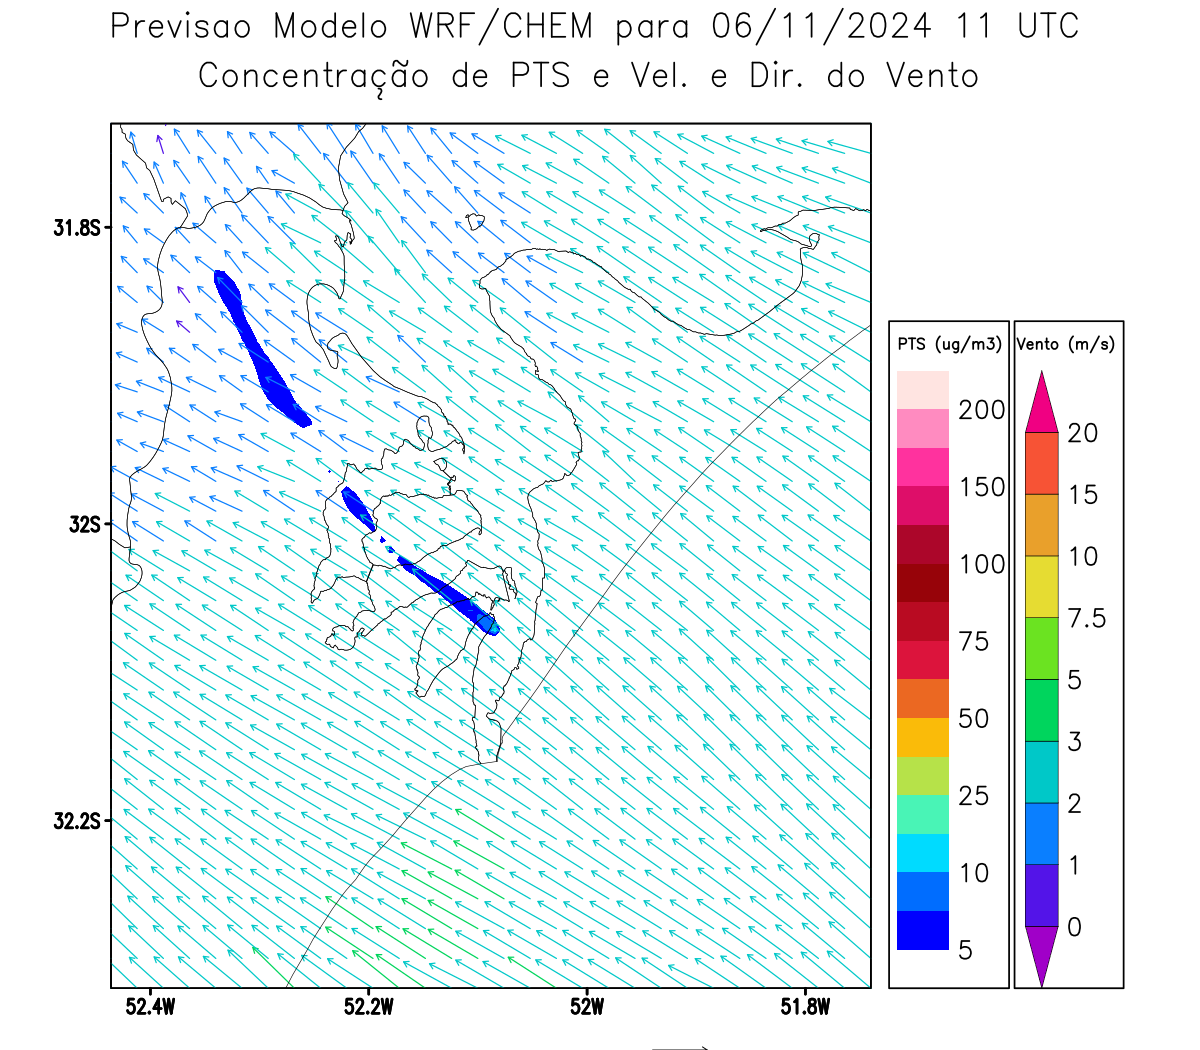 Previsao Modelo WRF/CHEM para 06/11/2024 11 UTC
Concentração de PTS e Vel. e Dir. do Vento
31.8S
32S
32.2S
52.4W
52.2W
52W
51.8W
PTS (ug/m3)
200
150
100
75
50
25
10
5
Vento (m/s)
20
15
10
7.5
5
3
2
1
0